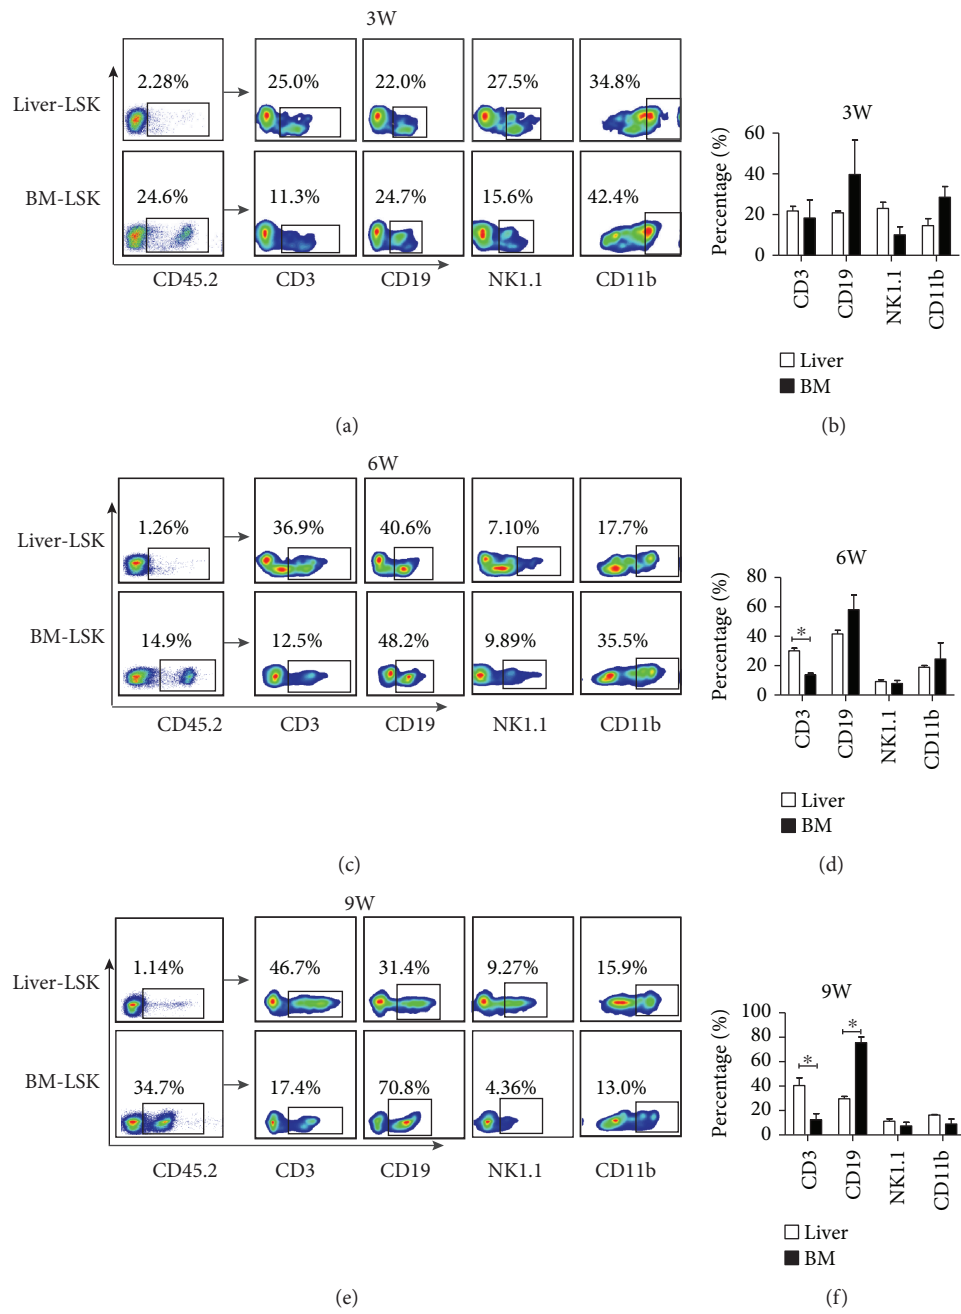 3W
Liver-LSK
2.28% 25.0% 22.0% 27.5% 34.8%
BM-LSK
24.6% 11.3% 24.7% 15.6% 42.4%
CD45.2 CD3 CD19 NK1.1 CD11b
(a)
3W
Percentage (%)
60
40
20
0
CD3 CD19 NK1.1 CD11b
Liver
BM
(b)
6W
Liver-LSK
1.26% 36.9% 40.6% 7.10% 17.7%
BM-LSK
14.9% 12.5% 48.2% 9.89% 35.5%
CD45.2 CD3 CD19 NK1.1 CD11b
(c)
6W
Percentage (%)
80
60
40
20
0
*
CD3 CD19 NK1.1 CD11b
Liver
BM
(d)
9W
Liver-LSK
1.14% 46.7% 31.4% 9.27% 15.9%
BM-LSK
34.7% 17.4% 70.8% 4.36% 13.0%
CD45.2 CD3 CD19 NK1.1 CD11b
(e)
9W
Percentage (%)
100
80
60
40
20
0
* *
CD3 CD19 NK1.1 CD11b
Liver
BM
(f)